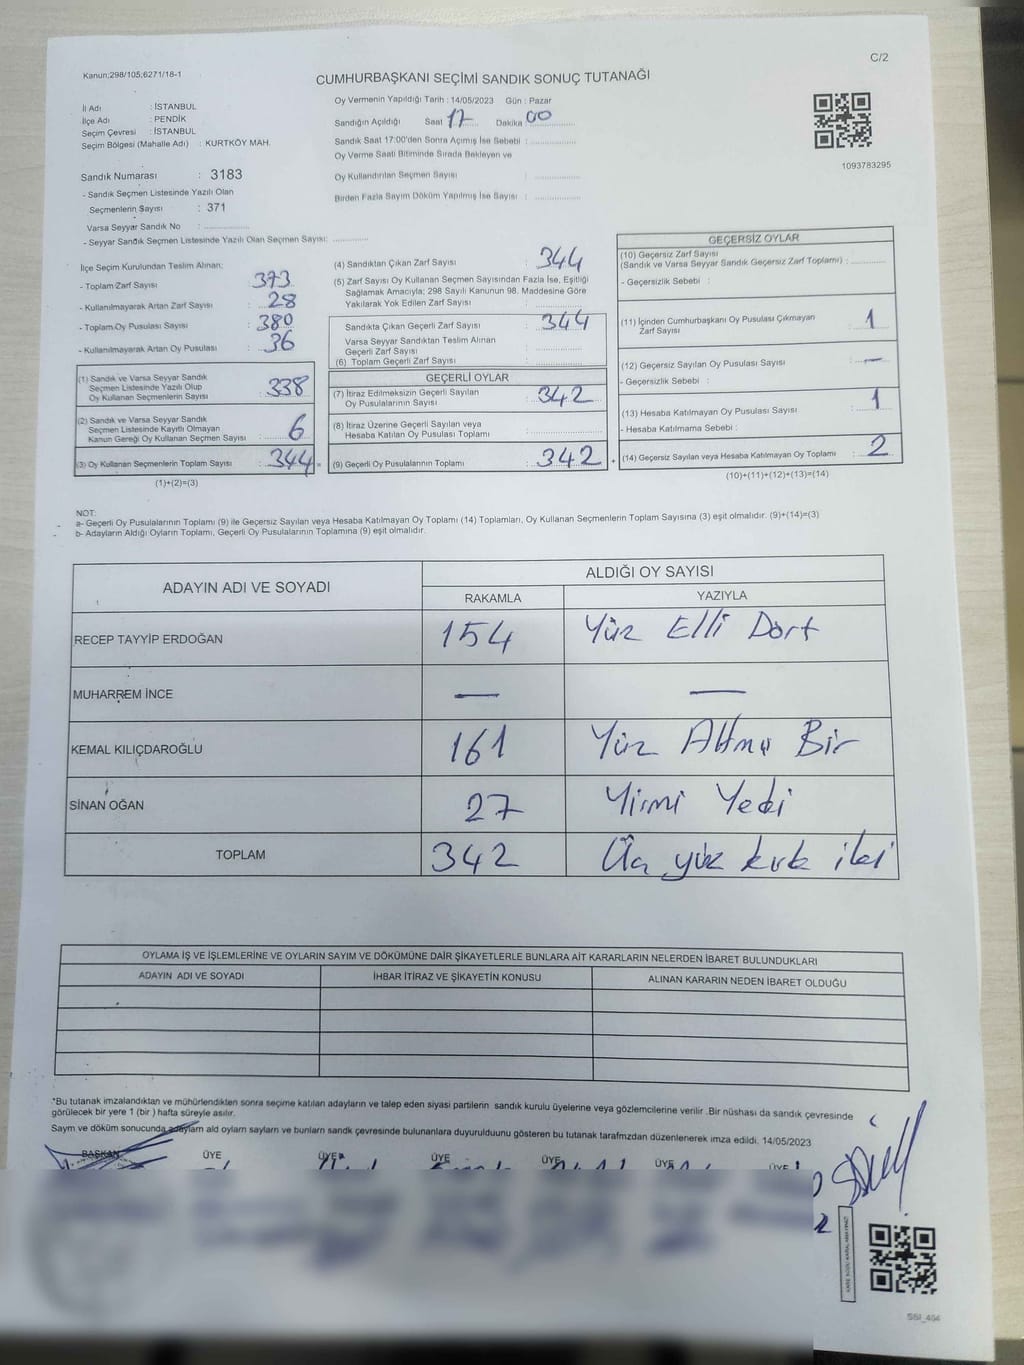 Kanun;298/105;6271/18-1
C/2
CUMHURBAŞKANI SEÇİMİ SANDIK SONUÇ TUTANAĞI
İl Adı : İSTANBUL
İlçe Adı : PENDİK
Seçim Çevresi : İSTANBUL
Seçim Bölgesi (Mahalle Adı) : KURTKÖY MAH.
Sandık Numarası : 3183
- Sandık Seçmen Listesinde Yazılı Olan
Seçmenlerin Sayısı : 371
Varsa Seyyar Sandık No :
- Seyyar Sandık Seçmen Listesinde Yazılı Olan Seçmen Sayısı:
Oy Vermenin Yapıldığı Tarih : 14/05/2023 Gün : Pazar
Sandığın Açıldığı Saat 17 Dakika 00
Sandık Saat 17:00'den Sonra Açımış İse Sebebi :
Oy Verme Saati Bitiminde Sırada Bekleyen ve
Oy Kullandırılan Seçmen Sayısı :
Birden Fazla Sayım Döküm Yapılmış İse Sayısı :
1093783295
İlçe Seçim Kurulundan Teslim Alınan:
- Toplam Zarf Sayısı : 373
- Kullanılmayarak Artan Zarf Sayısı : 28
- Toplam Oy Pusulası Sayısı : 380
- Kullanılmayarak Artan Oy Pusulası : 36
(1) Sandık ve Varsa Seyyar Sandık
Seçmen Listesinde Yazılı Olup
Oy Kullanan Seçmenlerin Sayısı : 338
(2) Sandık ve Varsa Seyyar Sandık
Seçmen Listesinde Kayıtlı Olmayan
Kanun Gereği Oy Kullanan Seçmen Sayısı : 6
(3) Oy Kullanan Seçmenlerin Toplam Sayısı : 344
(1)+(2)=(3)
(4) Sandıktan Çıkan Zarf Sayısı : 344
(5) Zarf Sayısı Oy Kullanan Seçmen Sayısından Fazla İse, Eşitliği
Sağlamak Amacıyla; 298 Sayılı Kanunun 98. Maddesine Göre
Yakılarak Yok Edilen Zarf Sayısı :
Sandıkta Çıkan Geçerli Zarf Sayısı : 344
Varsa Seyyar Sandıktan Teslim Alınan
Geçerli Zarf Sayısı :
(6) Toplam Geçerli Zarf Sayısı :
GEÇERLİ OYLAR
(7) İtiraz Edilmeksizin Geçerli Sayılan
Oy Pusulalarının Sayısı : 342
(8) İtiraz Üzerine Geçerli Sayılan veya
Hesaba Katılan Oy Pusulası Toplamı :
(9) Geçerli Oy Pusulalarının Toplamı : 342
GEÇERSİZ OYLAR
(10) Geçersiz Zarf Sayısı
(Sandık ve Varsa Seyyar Sandık Geçersiz Zarf Toplamı) :
- Geçersizlik Sebebi :
(11) İçinden Cumhurbaşkanı Oy Pusulası Çıkmayan
Zarf Sayısı : 1
(12) Geçersiz Sayılan Oy Pusulası Sayısı : —
- Geçersizlik Sebebi :
(13) Hesaba Katılmayan Oy Pusulası Sayısı : 1
- Hesaba Katılmama Sebebi :
(14) Geçersiz Sayılan veya Hesaba Katılmayan Oy Toplamı : 2
(10)+(11)+(12)+(13)=(14)
NOT:
a- Geçerli Oy Pusulalarının Toplamı (9) ile Geçersiz Sayılan veya Hesaba Katılmayan Oy Toplamı (14) Toplamları, Oy Kullanan Seçmenlerin Toplam Sayısına (3) eşit olmalıdır. (9)+(14)=(3)
b- Adayların Aldığı Oyların Toplamı, Geçerli Oy Pusulalarının Toplamına (9) eşit olmalıdır.
ADAYIN ADI VE SOYADI ALDIĞI OY SAYISI
RAKAMLA YAZIYLA
RECEP TAYYİP ERDOĞAN 154 Yüz Elli Dört
MUHARREM İNCE — —
KEMAL KILIÇDAROĞLU 161 Yüz Altmış Bir
SİNAN OĞAN 27 Yirmi Yedi
TOPLAM 342 Üç yüz kırk iki
OYLAMA İŞ VE İŞLEMLERİNE VE OYLARIN SAYIM VE DÖKÜMÜNE DAİR ŞİKAYETLERLE BUNLARA AİT KARARLARIN NELERDEN İBARET BULUNDUKLARI
ADAYIN ADI VE SOYADI İHBAR İTİRAZ VE ŞİKAYETİN KONUSU ALINAN KARARIN NEDEN İBARET OLDUĞU
*Bu tutanak imzalandıktan ve mühürlendikten sonra seçime katılan adayların ve talep eden siyasi partilerin sandık kurulu üyelerine veya gözlemcilerine verilir .Bir nüshası da sandık çevresinde
görülecek bir yere 1 (bir ) hafta süreyle asılır.
Sayım ve döküm sonucunda adayların ald oyların sayların ve bunların sandk çevresinde bulunanlara duyurulduunu gösteren bu tutanak tarafmzdan düzenlenerek imza edildi. 14/05/2023
BAŞKAN ÜYE ÜYE ÜYE ÜYE ÜYE ÜYE